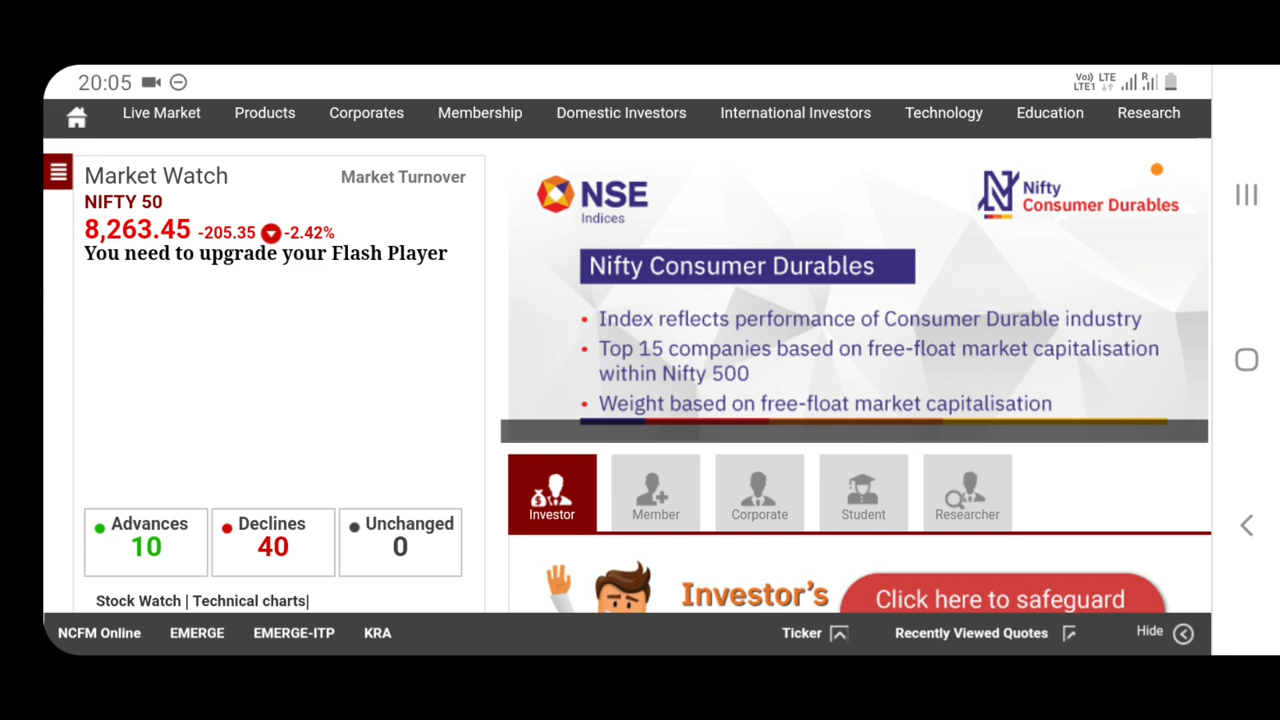 20:05
Vo)) LTE
LTE1
R
Live Market Products Corporates Membership Domestic Investors International Investors Technology Education Research
Market Watch Market Turnover
NIFTY 50
8,263.45 -205.35 -2.42%
You need to upgrade your Flash Player
Advances Declines Unchanged
10 40 0
Stock Watch | Technical charts|
NSE
Indices
Nifty
Consumer Durables
Nifty Consumer Durables
• Index reflects performance of Consumer Durable industry
• Top 15 companies based on free-float market capitalisation
within Nifty 500
• Weight based on free-float market capitalisation
Investor Member Corporate Student Researcher
Investor's Click here to safeguard
NCFM Online EMERGE EMERGE-ITP KRA Ticker Recently Viewed Quotes Hide